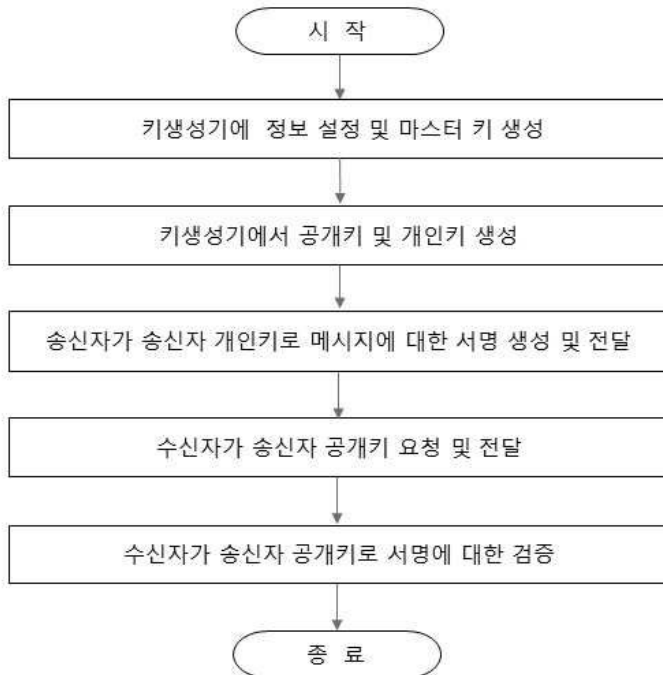 시 작
키생성기에 정보 설정 및 마스터 키 생성
키생성기에서 공개키 및 개인키 생성
송신자가 송신자 개인키로 메시지에 대한 서명 생성 및 전달
수신자가 송신자 공개키 요청 및 전달
수신자가 송신자 공개키로 서명에 대한 검증
종 료